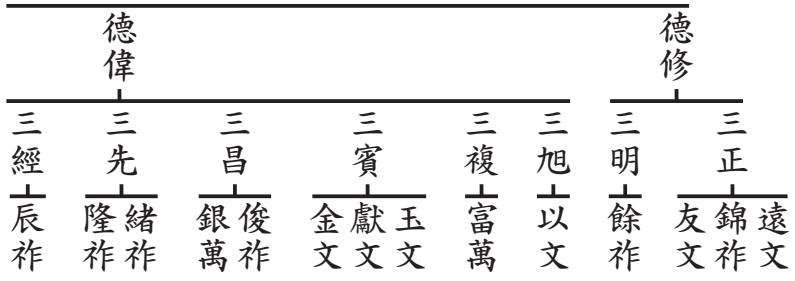 德修
德偉
三正
三明
三旭
三複
三賓
三昌
三先
三經
遠文
錦祚
友文
餘祚
以文
富萬
玉文
獻文
金文
俊祚
銀萬
緒祚
隆祚
辰祚